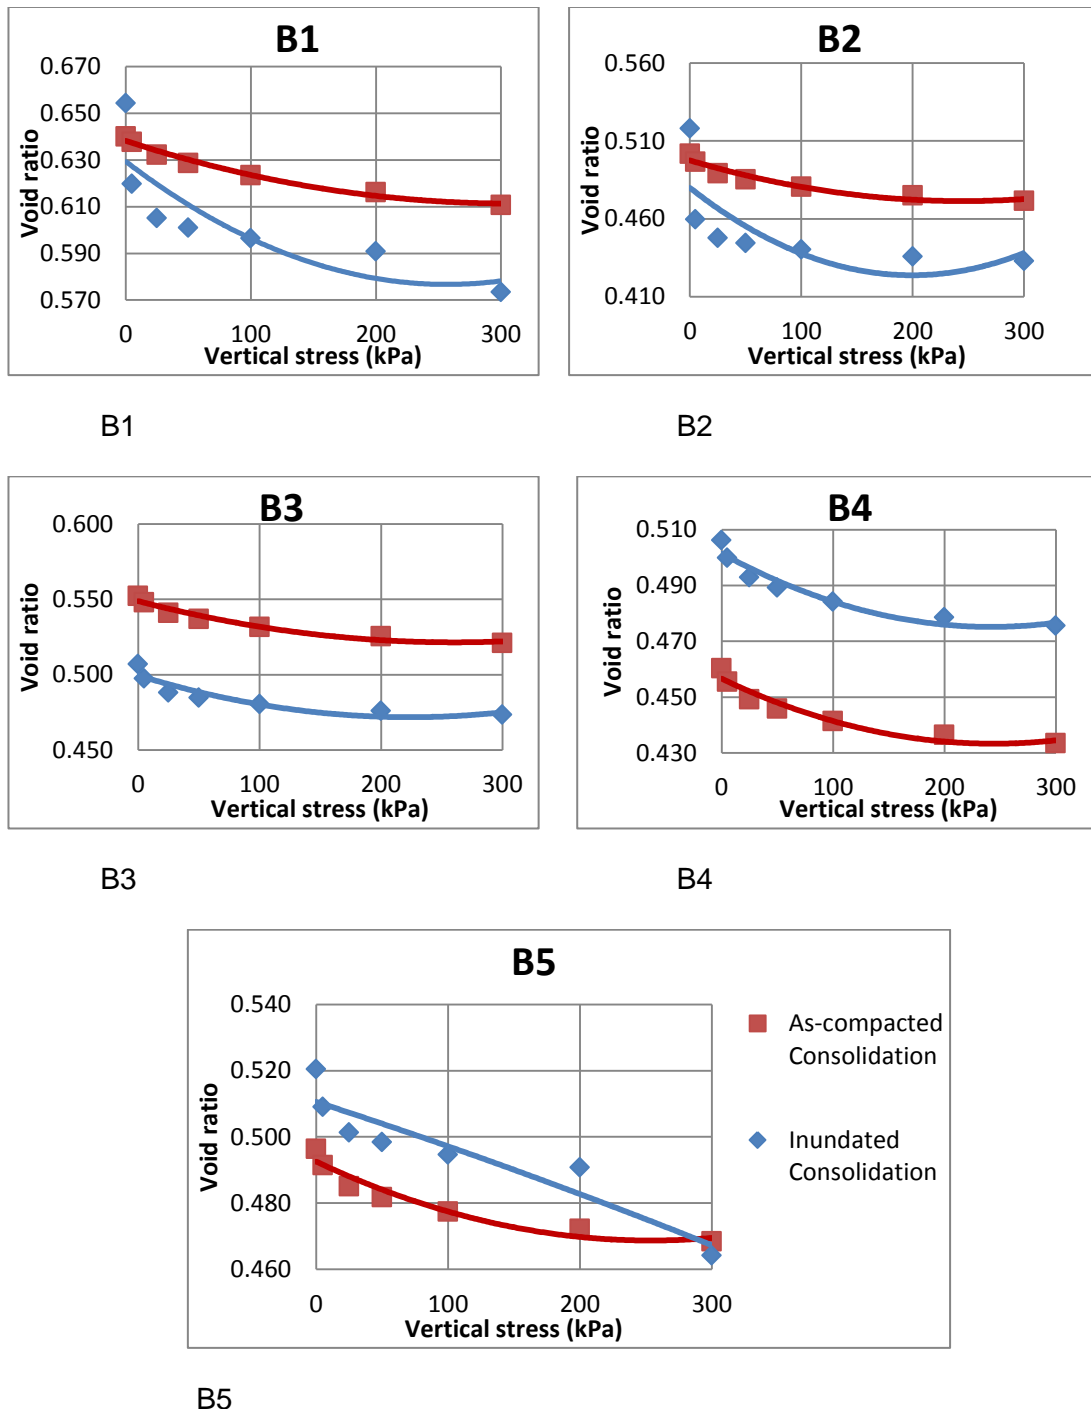 B1
0.670
0.650
0.630
0.610
0.590
0.570
Void ratio
0 100 200 300
Vertical stress (kPa)
B1
B2
0.560
0.510
0.460
0.410
Void ratio
0 100 200 300
Vertical stress (kPa)
B2
B3
0.600
0.550
0.500
0.450
Void ratio
0 100 200 300
Vertical stress (kPa)
B3
B4
0.510
0.490
0.470
0.450
0.430
Void ratio
0 100 200 300
Vertical stress (kPa)
B4
B5
0.540
0.520
0.500
0.480
0.460
Void ratio
0 100 200 300
Vertical stress (kPa)
As-compacted
Consolidation
Inundated
Consolidation
B5